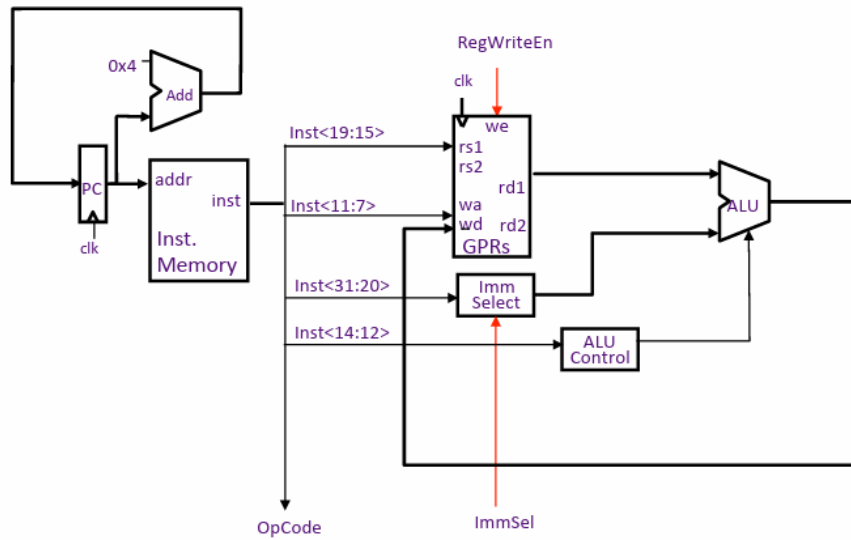 RegWriteEn
0x4
Add
clk
we
Inst<19:15>
rs1
rs2
rd1
PC
addr
inst
Inst.
Memory
clk
Inst<11:7>
wa
wd
rd2
GPRs
ALU
Inst<31:20>
Imm
Select
Inst<14:12>
ALU
Control
OpCode
ImmSel